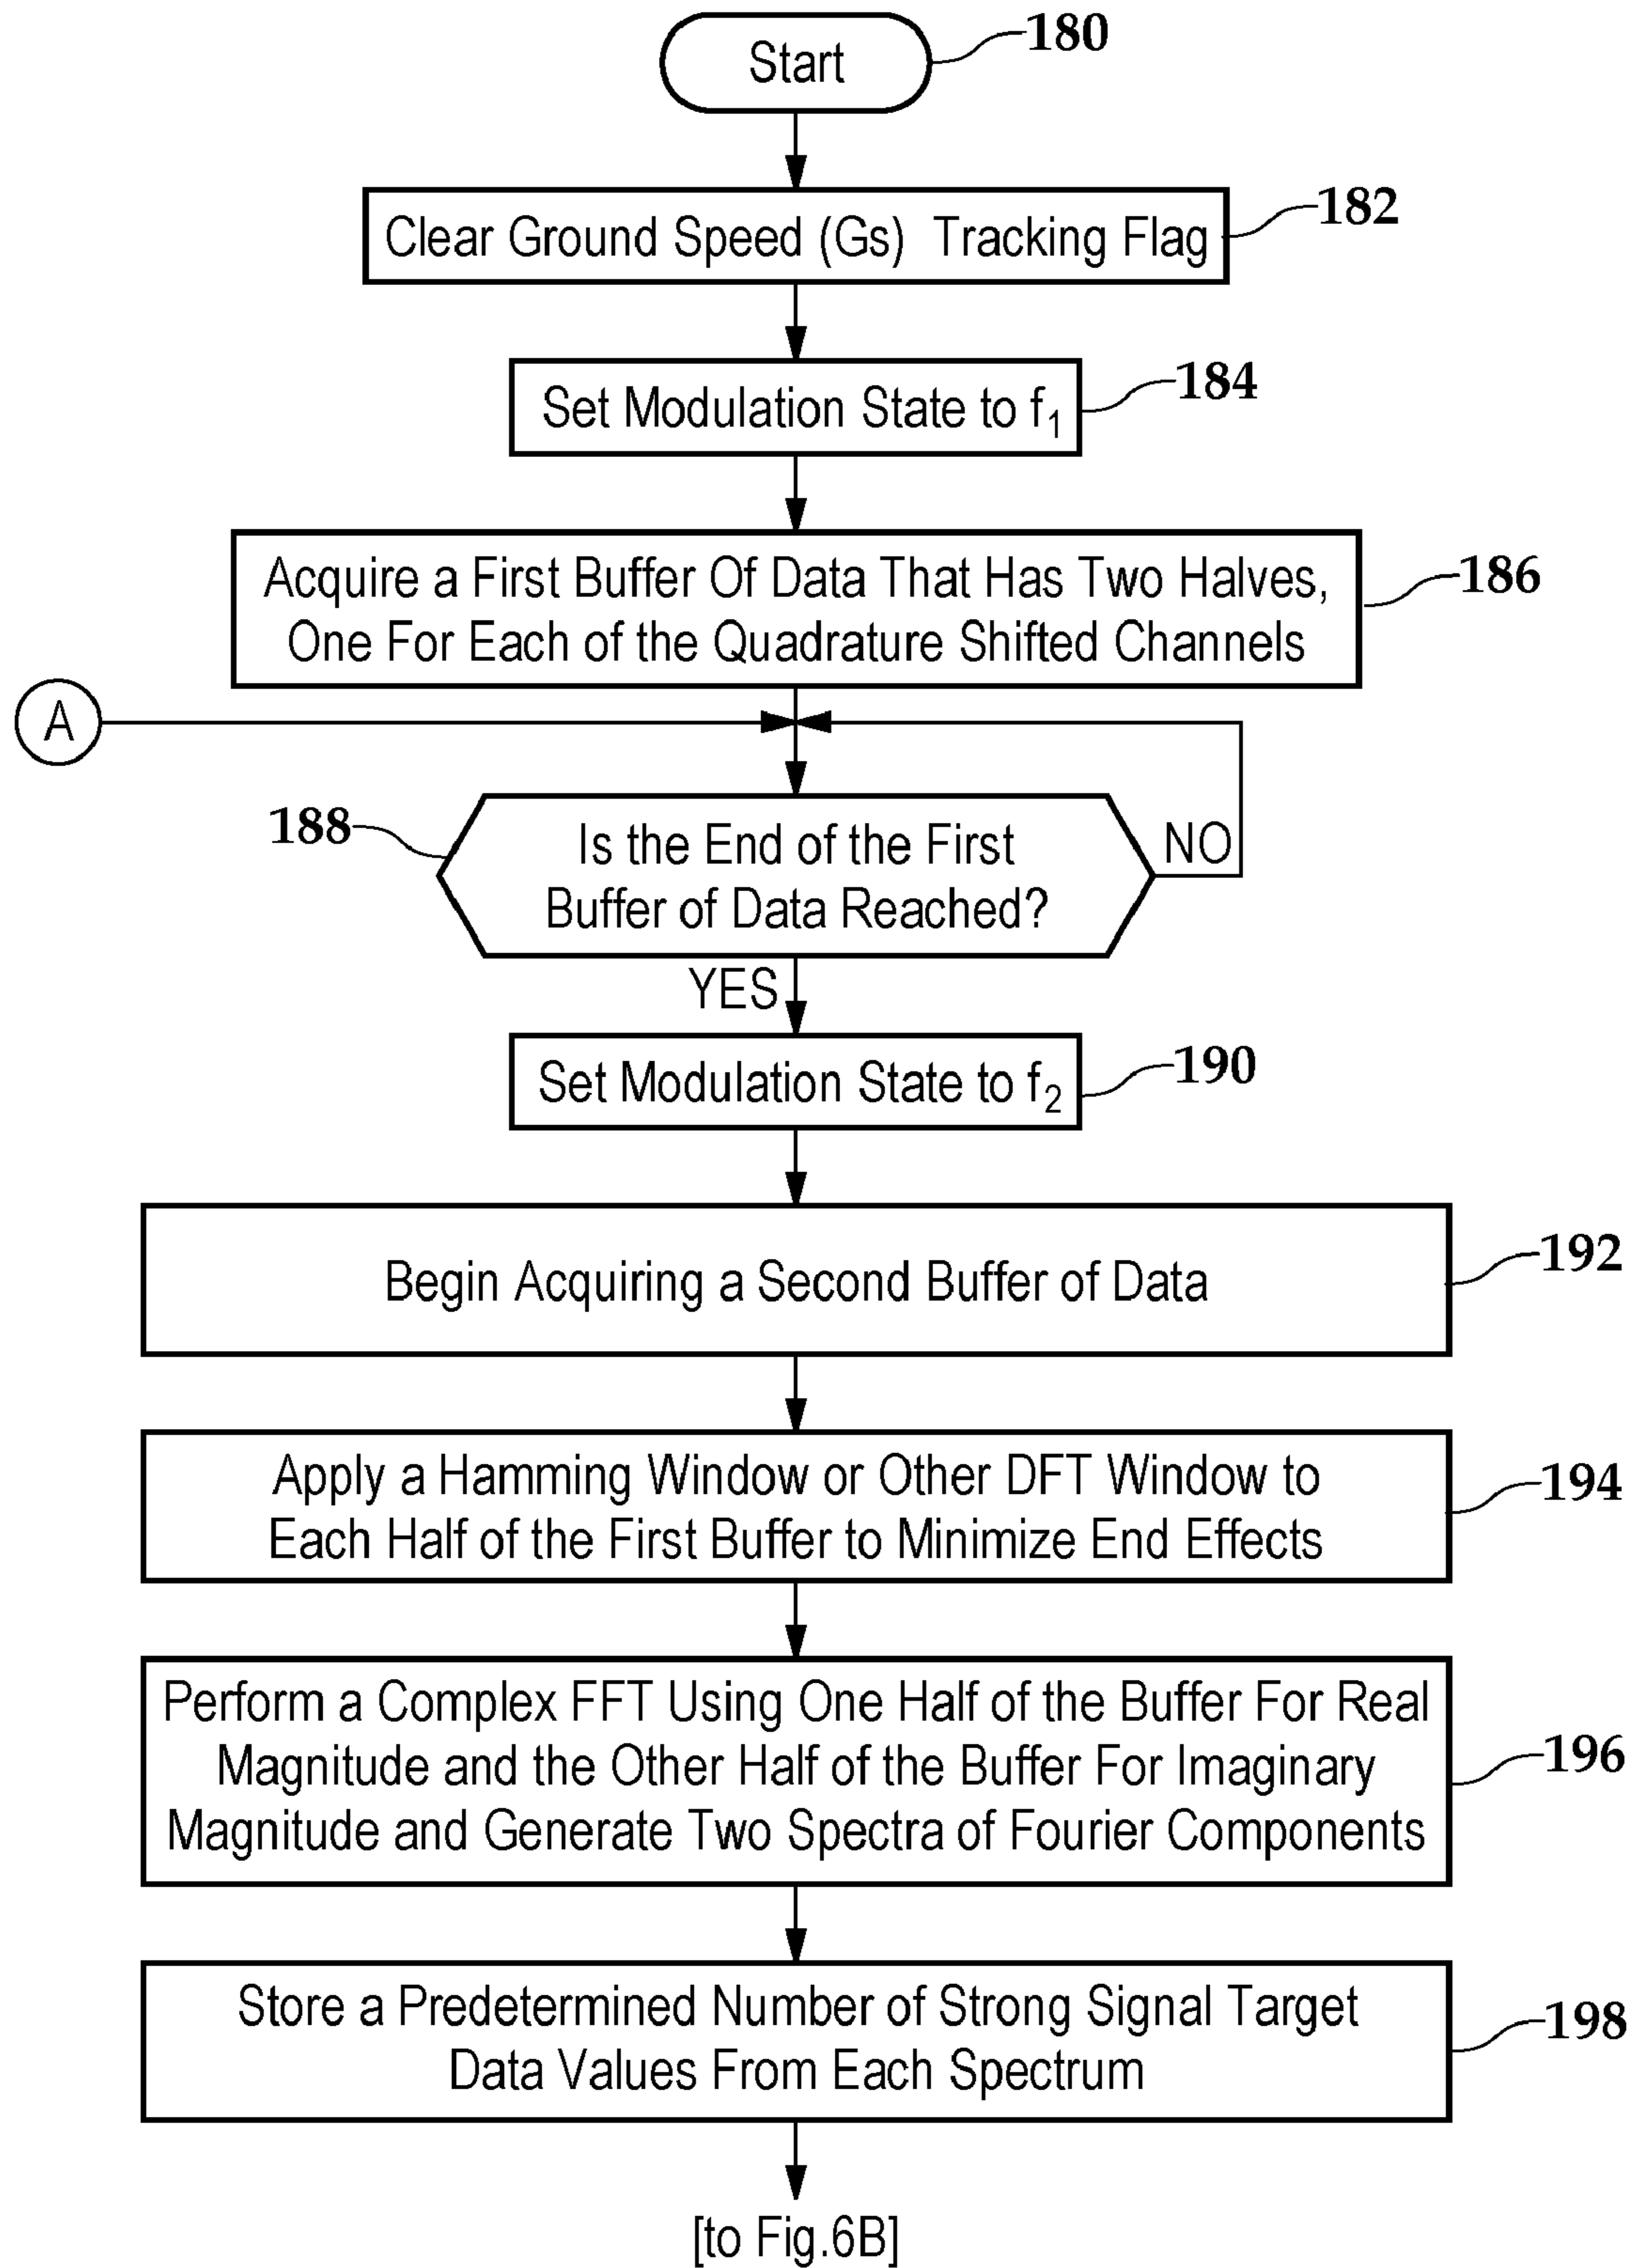 Start
180
Clear Ground Speed (Gs) Tracking Flag
182
Set Modulation State to f₁
184
Acquire a First Buffer Of Data That Has Two Halves,
One For Each of the Quadrature Shifted Channels
186
A
188
Is the End of the First
Buffer of Data Reached?
NO
YES
Set Modulation State to f₂
190
Begin Acquiring a Second Buffer of Data
192
Apply a Hamming Window or Other DFT Window to
Each Half of the First Buffer to Minimize End Effects
194
Perform a Complex FFT Using One Half of the Buffer For Real
Magnitude and the Other Half of the Buffer For Imaginary
Magnitude and Generate Two Spectra of Fourier Components
196
Store a Predetermined Number of Strong Signal Target
Data Values From Each Spectrum
198
[to Fig.6B]